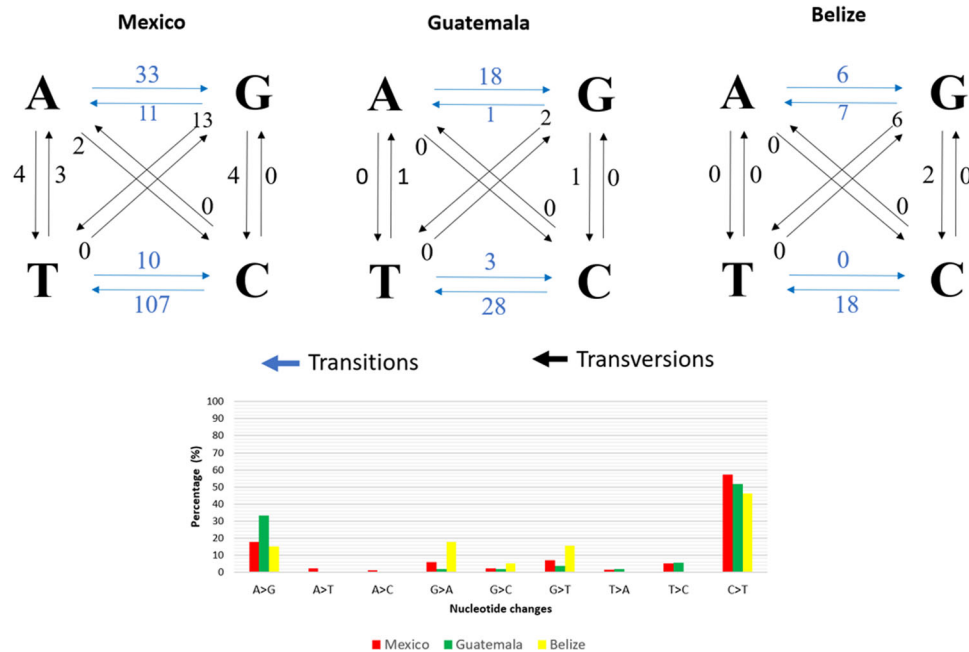 Mexico Guatemala Belize
33 18 6
A G A G A G
11 13 1 2 7 6
2 0 0
4 3 4 0 0 1 1 0 0 0 2 0
0 0 0
0 0 0
10 3 0
T C T C T C
107 28 18
Transitions Transversions
100
90
80
70
60
50
40
30
20
10
0
Percentage (%)
A>G A>T A>C G>A G>C G>T T>A T>C C>T
Nucleotide changes
Mexico Guatemala Belize